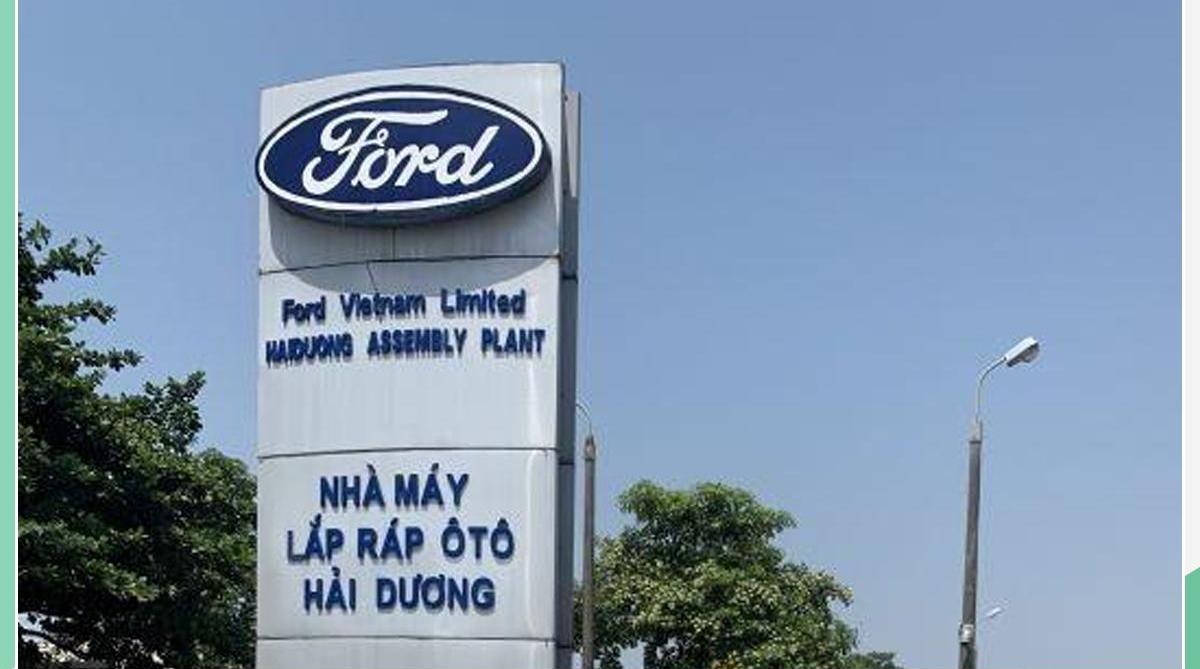 Ford
Ford Vietnam Limited
HAIDUONG ASSEMBLY PLANT
NHÀ MÁY
LẮP RÁP ÔTÔ
HẢI DƯƠNG